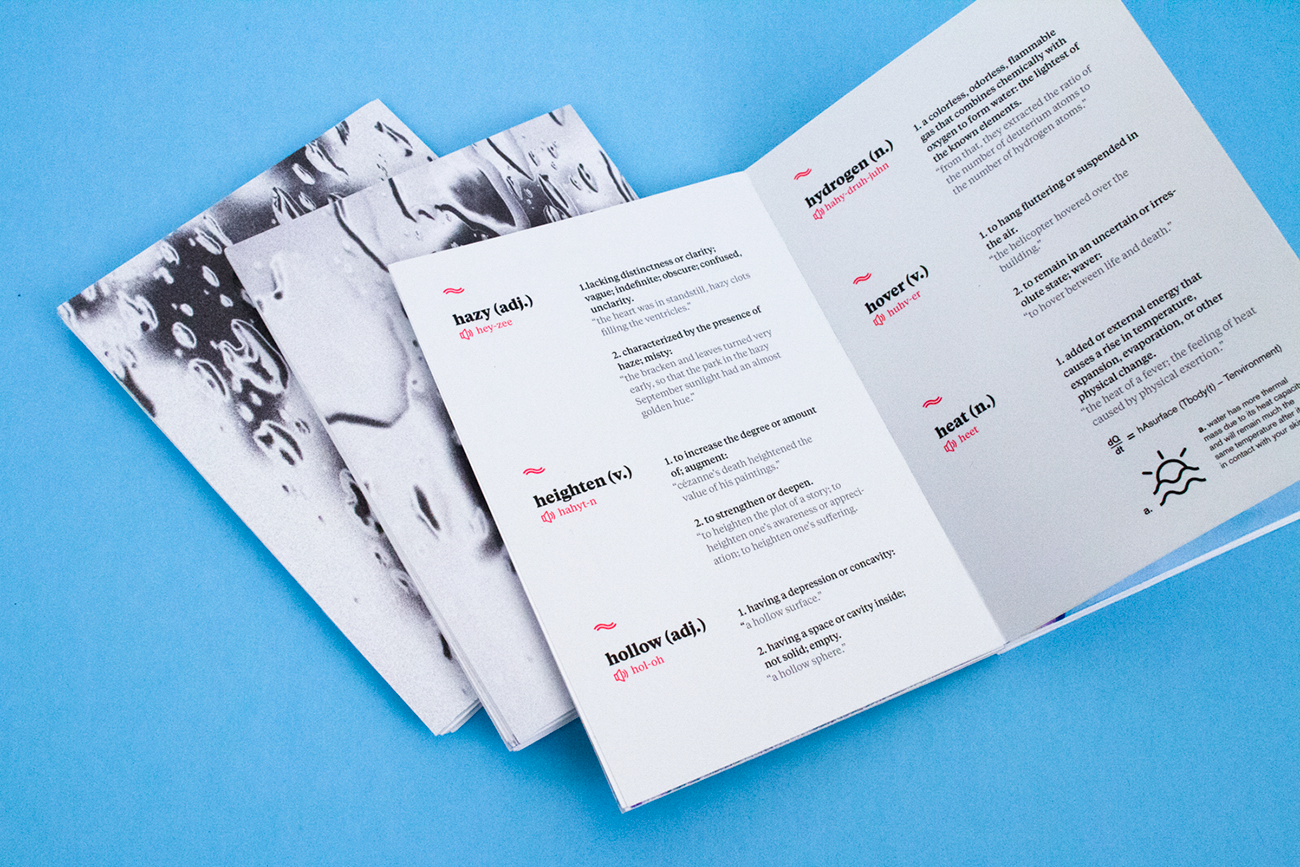 hazy (adj.)
hey-zee
1.lacking distinctness or clarity;
vague; indefinite; obscure; confused,
unclarity.
“the heart was in standstill, hazy clots
filling the ventricles.”
2. characterized by the presence of
haze; misty:
“the bracken and leaves turned very
early, so that the park in the hazy
September sunlight had an almost
golden hue.”
heighten (v.)
hahyt-n
1. to increase the degree or amount
of; augment:
“cézanne’s death heightened the
value of his paintings.”
2. to strengthen or deepen.
“to heighten the plot of a story; to
heighten one’s awareness or appreci-
ation; to heighten one’s suffering.
hollow (adj.)
hol-oh
1. having a depression or concavity:
“a hollow surface.”
2. having a space or cavity inside;
not solid; empty.
“a hollow sphere.”
hydrogen (n.)
hahy-druh-juhn
1. a colorless, odorless, flammable
gas that combines chemically with
oxygen to form water: the lightest of
the known elements.
“from that, they extracted the ratio of
the number of deuterium atoms to
the number of hydrogen atoms.”
hover (v.)
huhv-er
1. to hang fluttering or suspended in
the air.
“the helicopter hovered over the
building.”
2. to remain in an uncertain or irres-
olute state; waver:
“to hover between life and death.”
heat (n.)
heet
1. added or external energy that
causes a rise in temperature,
expansion, evaporation, or other
physical change.
“the heat of a fever; the feeling of heat
caused by physical exertion.”
dQ
dt = hAsurface (Tbody(t) – Tenvironment)
a.
a. water has more thermal
mass due to its heat capacity
and will remain much the
same temperature after
in contact with your skin